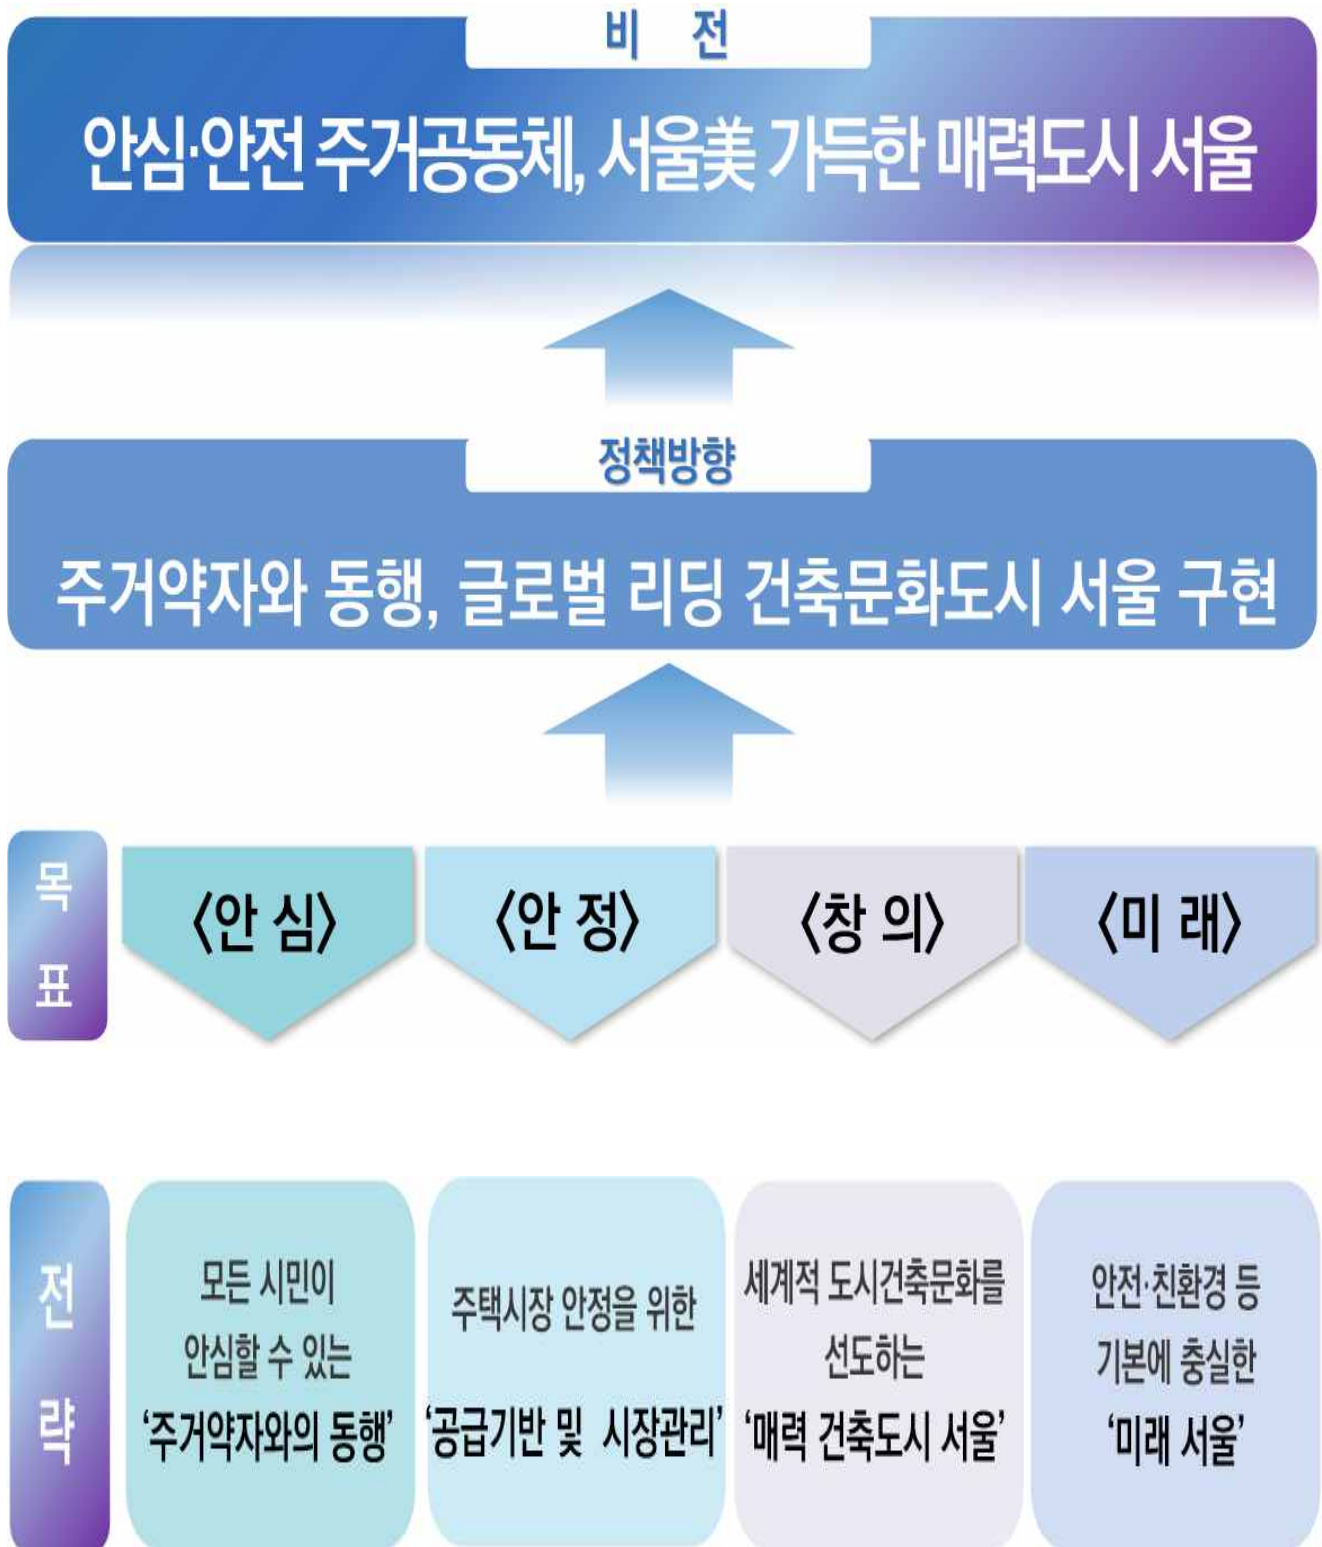 비 전
안심·안전 주거공동체, 서울美 가득한 매력도시 서울
정책방향
주거약자와 동행, 글로벌 리딩 건축문화도시 서울 구현
목
표
〈안 심〉
〈안 정〉
〈창 의〉
〈미 래〉
전
략
모든 시민이
안심할 수 있는
‘주거약자와의 동행’
주택시장 안정을 위한
‘공급기반 및 시장관리’
세계적 도시건축문화를
선도하는
‘매력 건축도시 서울’
안전·친환경 등
기본에 충실한
‘미래 서울’